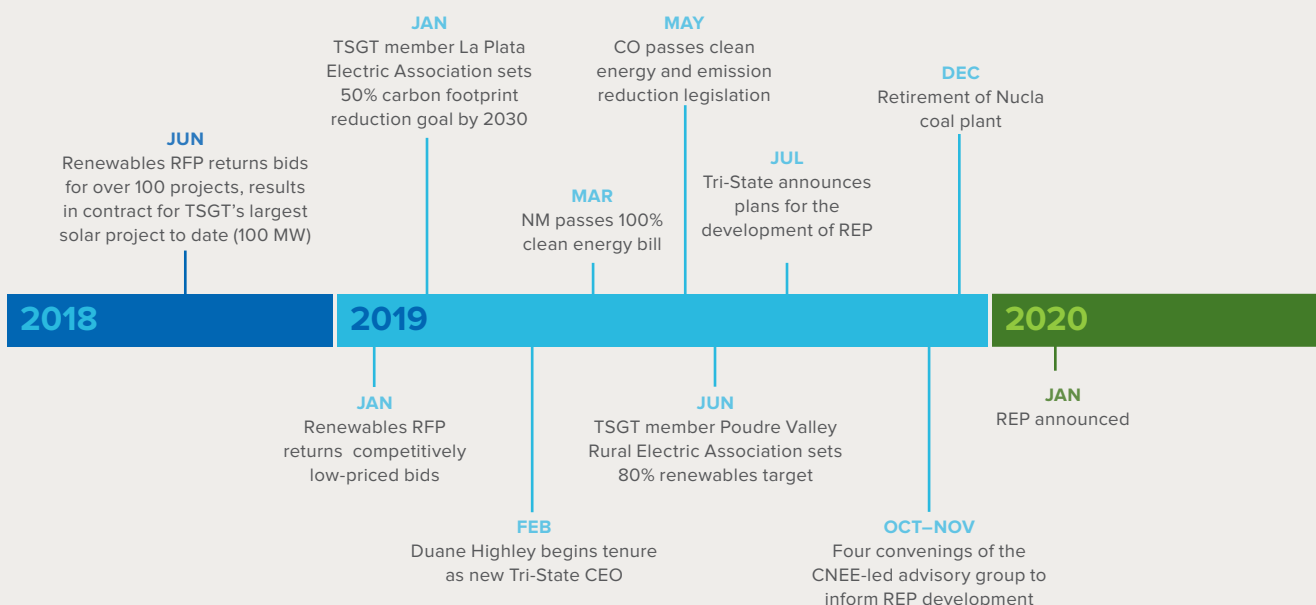 JUN
Renewables RFP returns bids
for over 100 projects, results
in contract for TSGT's largest
solar project to date (100 MW)
JAN
TSGT member La Plata
Electric Association sets
50% carbon footprint
reduction goal by 2030
MAR
NM passes 100%
clean energy bill
MAY
CO passes clean
energy and emission
reduction legislation
JUL
Tri-State announces
plans for the
development of REP
DEC
Retirement of Nucla
coal plant
2018
2019
2020
JAN
Renewables RFP
returns competitively
low-priced bids
FEB
Duane Highley begins tenure
as new Tri-State CEO
JUN
TSGT member Poudre Valley
Rural Electric Association sets
80% renewables target
OCT–NOV
Four convenings of the
CNEE-led advisory group to
inform REP development
JAN
REP announced